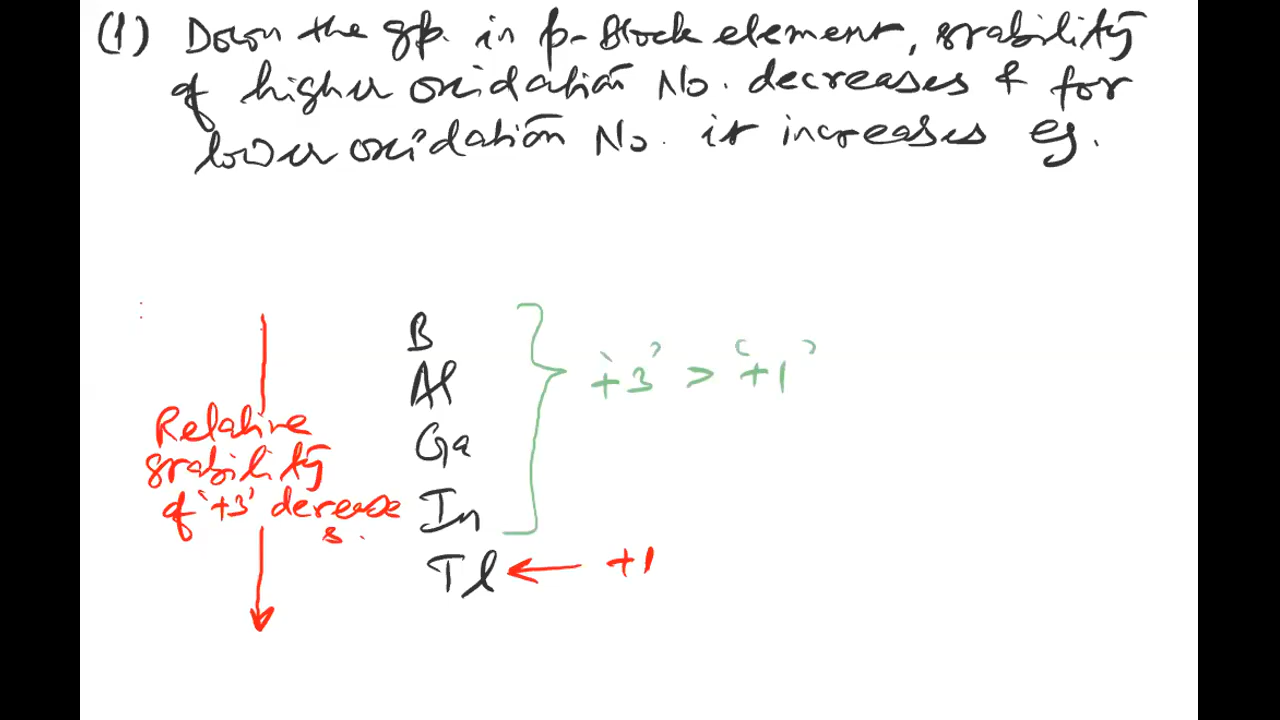 (1) Down the gp. in p-Block element, stability
of higher oxidation No. decreases & for
lower oxidation No. it increases eg.
B
Al
Ga
In
Tl ← +1
'+3' > '+1'
Relative
stability
of '+3' derease
s.